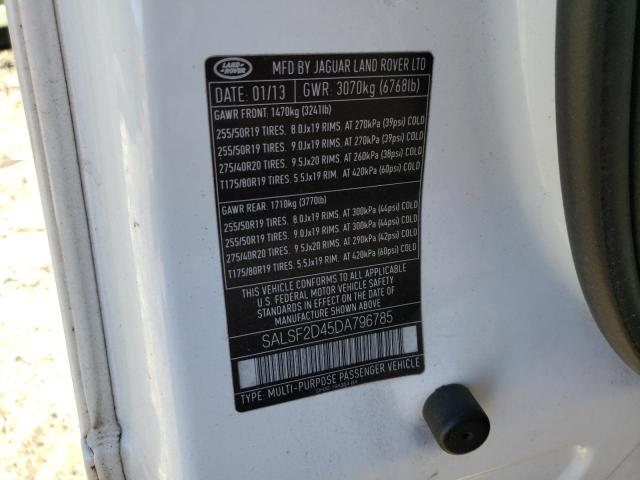 LAND ROVER
MFD BY JAGUAR LAND ROVER LTD
DATE: 01/13 GWR: 3070kg (6768lb)
GAWR FRONT: 1470kg (3241lb)
255/50R19 TIRES. 8.0Jx19 RIMS. AT 270kPa (39psi) COLD
255/50R19 TIRES. 9.0Jx19 RIMS. AT 270kPa (39psi) COLD
275/40R20 TIRES. 9.5Jx20 RIMS. AT 260kPa (38psi) COLD
T175/80R19 TIRES. 5.5Jx19 RIM. AT 420kPa (60psi) COLD
GAWR REAR: 1710kg (3770lb)
255/50R19 TIRES. 8.0Jx19 RIMS. AT 300kPa (44psi) COLD
255/50R19 TIRES. 9.0Jx19 RIMS. AT 300kPa (44psi) COLD
275/40R20 TIRES. 9.5Jx20 RIMS. AT 290kPa (42psi) COLD
T175/80R19 TIRES. 5.5Jx19 RIM. AT 420kPa (60psi) COLD
THIS VEHICLE CONFORMS TO ALL APPLICABLE
U.S. FEDERAL MOTOR VEHICLE SAFETY
STANDARDS IN EFFECT ON THE DATE OF
MANUFACTURE SHOWN ABOVE
SALSF2D45DA796785
TYPE: MULTI-PURPOSE PASSENGER VEHICLE